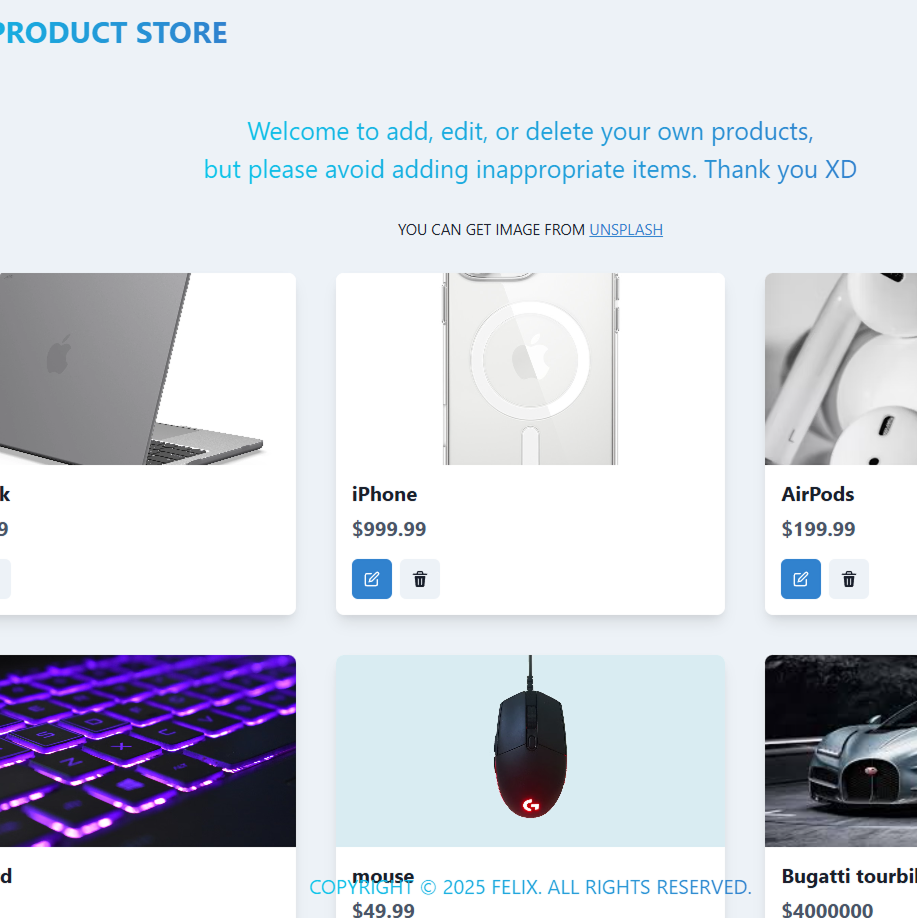 PRODUCT STORE
Welcome to add, edit, or delete your own products,
but please avoid adding inappropriate items. Thank you XD
YOU CAN GET IMAGE FROM UNSPLASH
k
iPhone
AirPods
9
$999.99
$199.99
S
D
Z
X
C
V
G
d
mouse
Bugatti tourbil
COPYRIGHT © 2025 FELIX. ALL RIGHTS RESERVED.
$49.99
$4000000